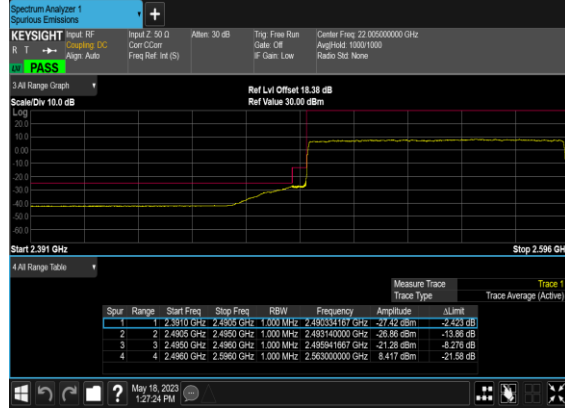 Spectrum Analyzer 1
Spurious Emissions
KEYSIGHT Input: RF Input Z: 50 Ω Atten: 30 dB Trig: Free Run Center Freq: 22.005000000 GHz
R T Coupling: DC Corr CCorr Gate: Off Avg|Hold: 1000/1000
Align: Auto Freq Ref: Int (S) IF Gain: Low Radio Std: None
PASS
3 All Range Graph
Ref Lvl Offset 18.38 dB
Scale/Div 10.0 dB Ref Value 30.00 dBm
Log
20.0
10.0
0.00
-10.0
-20.0
-30.0
-40.0
-50.0
-60.0
Start 2.391 GHz Stop 2.596 GH
4 All Range Table
Measure Trace Trace 1
Trace Type Trace Average (Active)
Spur Range Start Freq Stop Freq RBW Frequency Amplitude ΔLimit
1 1 2.3910 GHz 2.4905 GHz 1.000 MHz 2.490334167 GHz -27.42 dBm -2.423 dB
2 2 2.4905 GHz 2.4950 GHz 1.000 MHz 2.493140000 GHz -26.86 dBm -13.86 dB
3 3 2.4950 GHz 2.4960 GHz 1.000 MHz 2.495941667 GHz -21.28 dBm -8.276 dB
4 4 2.4960 GHz 2.5960 GHz 1.000 MHz 2.563000000 GHz 8.417 dBm -21.58 dB
? May 18, 2023
1:27:24 PM